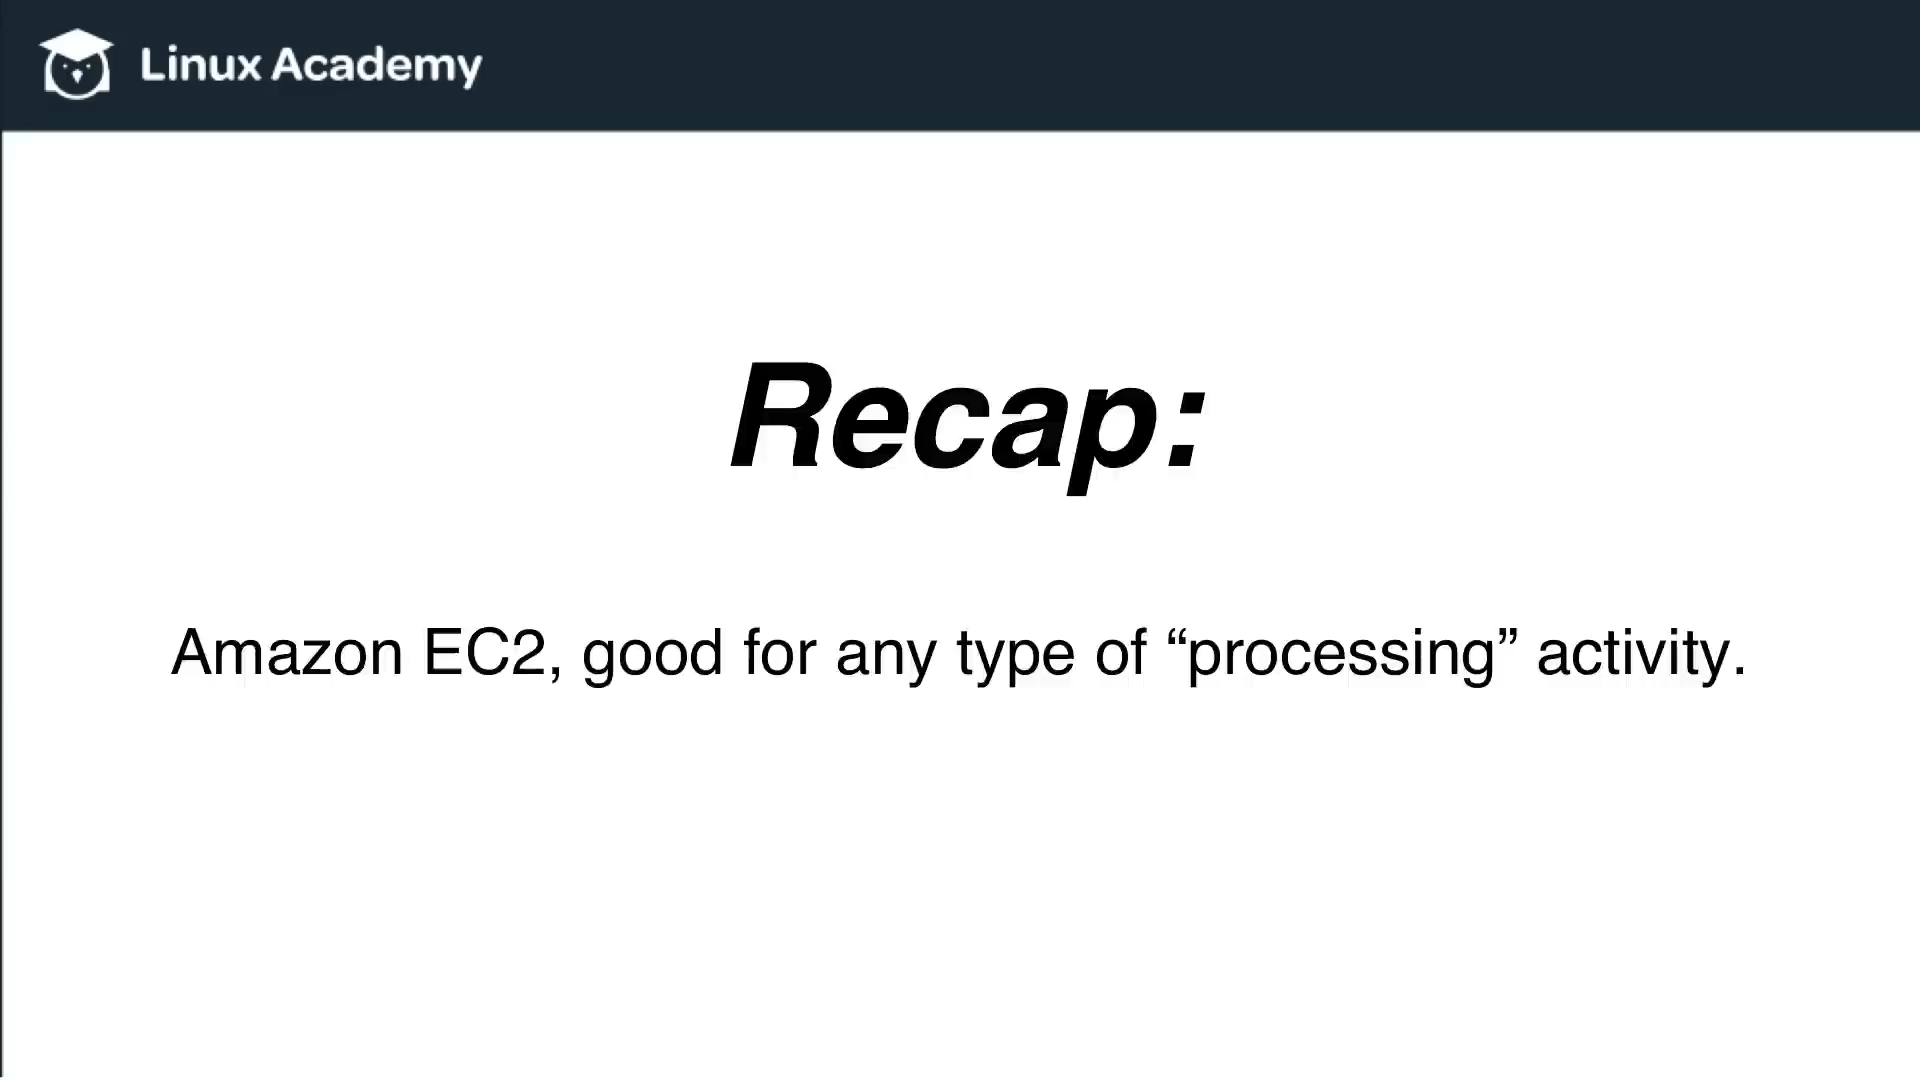 Linux Academy
Recap:
Amazon EC2, good for any type of “processing” activity.